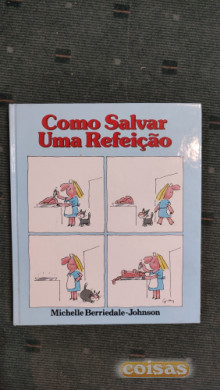 Como Salvar
Uma Refeição
Michelle Berriedale-Johnson
coisas